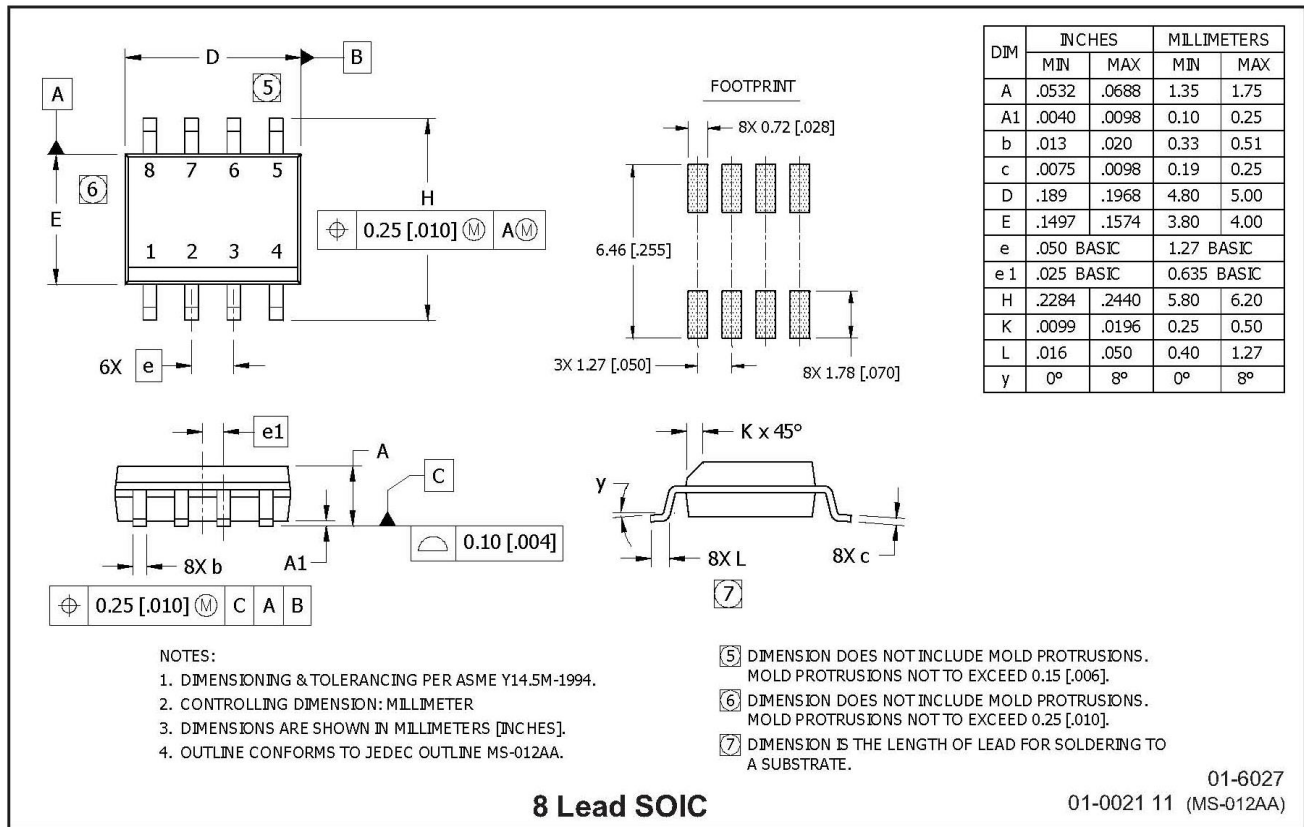 D
B
5
A
8 7 6 5
6
E
H
⌖ 0.25 [.010] Ⓜ AⓂ
1 2 3 4
6X e
FOOTPRINT
8X 0.72 [.028]
6.46 [.255]
3X 1.27 [.050]
8X 1.78 [.070]
DIM INCHES MILLIMETERS
MIN MAX MIN MAX
A .0532 .0688 1.35 1.75
A1 .0040 .0098 0.10 0.25
b .013 .020 0.33 0.51
c .0075 .0098 0.19 0.25
D .189 .1968 4.80 5.00
E .1497 .1574 3.80 4.00
e .050 BASIC 1.27 BASIC
e1 .025 BASIC 0.635 BASIC
H .2284 .2440 5.80 6.20
K .0099 .0196 0.25 0.50
L .016 .050 0.40 1.27
y 0° 8° 0° 8°
e1
A
C
0.10 [.004]
A1
8X b
⌖ 0.25 [.010] Ⓜ C A B
K x 45°
y
8X L
7
8X c
NOTES:
1. DIMENSIONING & TOLERANCING PER ASME Y14.5M-1994.
2. CONTROLLING DIMENSION: MILLIMETER
3. DIMENSIONS ARE SHOWN IN MILLIMETERS [INCHES].
4. OUTLINE CONFORMS TO JEDEC OUTLINE MS-012AA.
5 DIMENSION DOES NOT INCLUDE MOLD PROTRUSIONS.
MOLD PROTRUSIONS NOT TO EXCEED 0.15 [.006].
6 DIMENSION DOES NOT INCLUDE MOLD PROTRUSIONS.
MOLD PROTRUSIONS NOT TO EXCEED 0.25 [.010].
7 DIMENSION IS THE LENGTH OF LEAD FOR SOLDERING TO
A SUBSTRATE.
8 Lead SOIC
01-6027
01-0021 11 (MS-012AA)